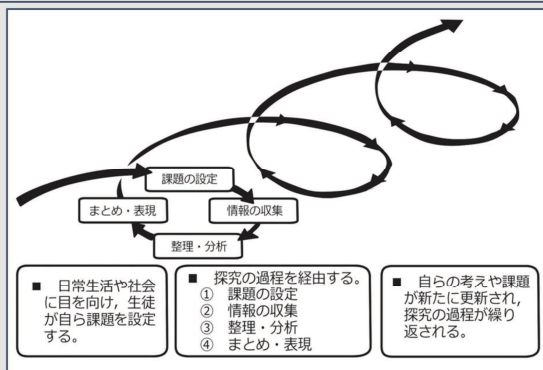 課題の設定
まとめ・表現
情報の収集
整理・分析
■ 日常生活や社会
に目を向け，生徒
が自ら課題を設定
する。
■ 探究の過程を経由する。
① 課題の設定
② 情報の収集
③ 整理・分析
④ まとめ・表現
■ 自らの考えや課題
が新たに更新され，
探究の過程が繰り
返される。